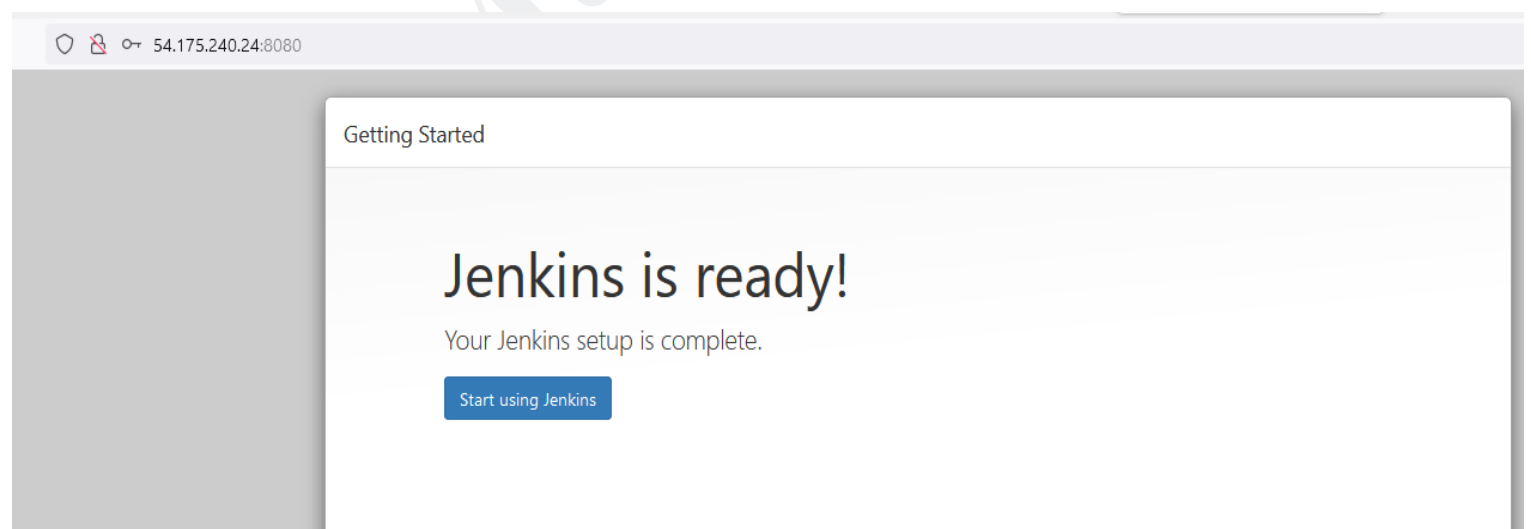 54.175.240.24:8080
Getting Started
Jenkins is ready!
Your Jenkins setup is complete.
Start using Jenkins